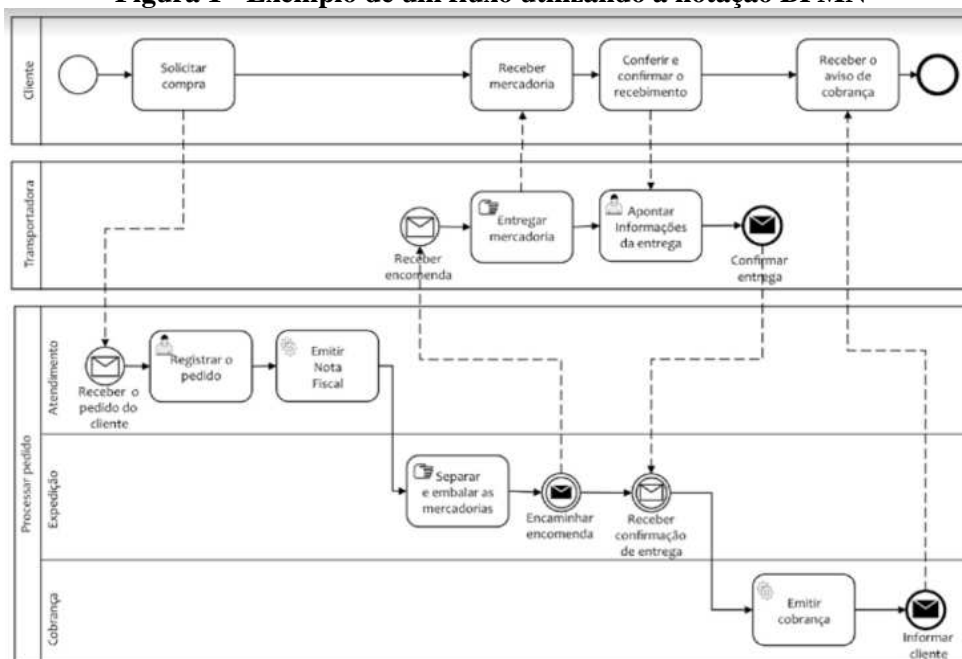 Figura 1 - Exemplo de um fluxo utilizando a notação BPMN
Cliente
Solicitar
compra
Receber
mercadoria
Conferir e
confirmar o
recebimento
Receber o
aviso de
cobrança
Transportadora
Receber
encomenda
Entregar
mercadoria
Apontar
Informações
da entrega
Confirmar
entrega
Processar pedido
Atendimento
Receber o
pedido do
cliente
Registrar o
pedido
Emitir
Nota
Fiscal
Expedição
Separar
e embalar as
mercadorias
Encaminhar
encomenda
Receber
confirmação
de entrega
Cobrança
Emitir
cobrança
Informar
cliente